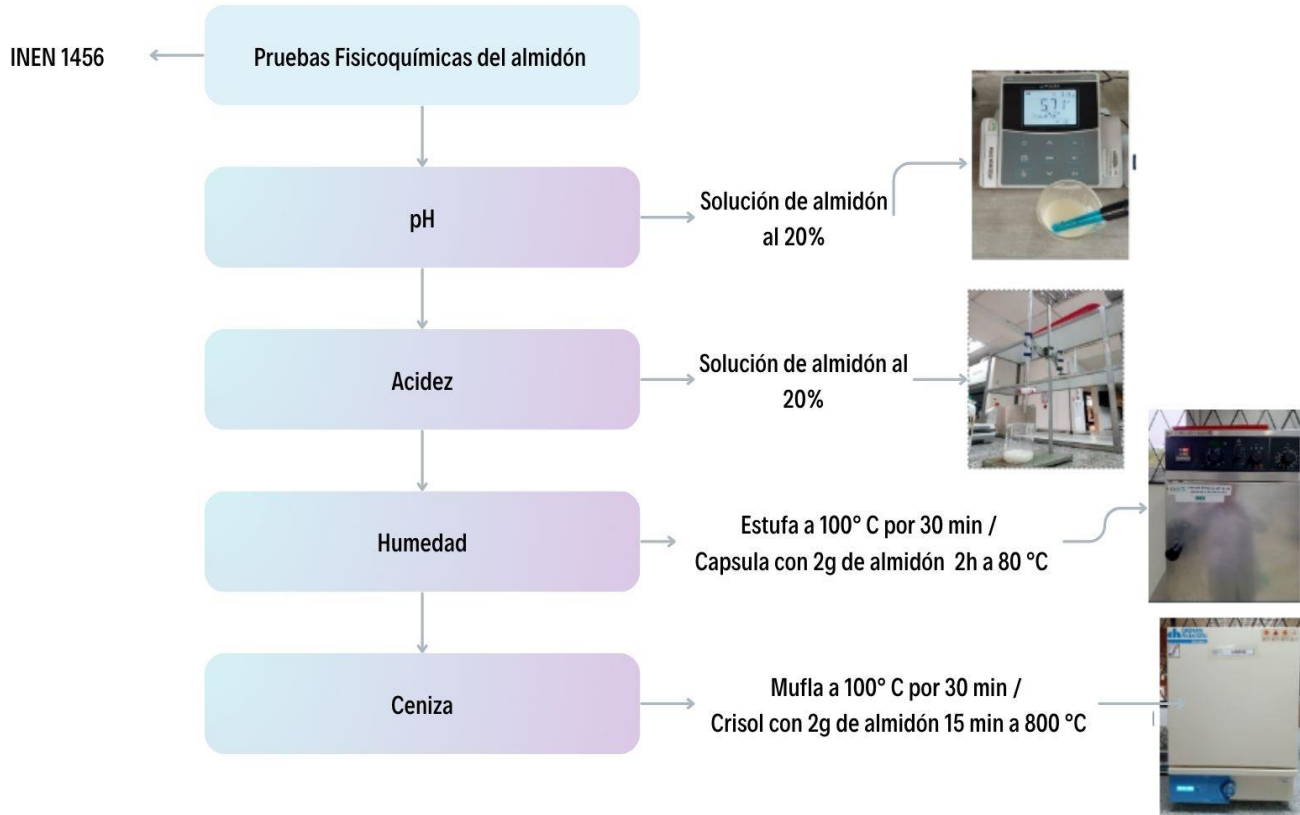 INEN 1456
Pruebas Fisicoquímicas del almidón
pH
Solución de almidón
al 20%
5.71
Acidez
Solución de almidón al
20%
Humedad
Estufa a 100° C por 30 min /
Capsula con 2g de almidón 2h a 80 °C
Ceniza
Mufla a 100° C por 30 min /
Crisol con 2g de almidón 15 min a 800 °C